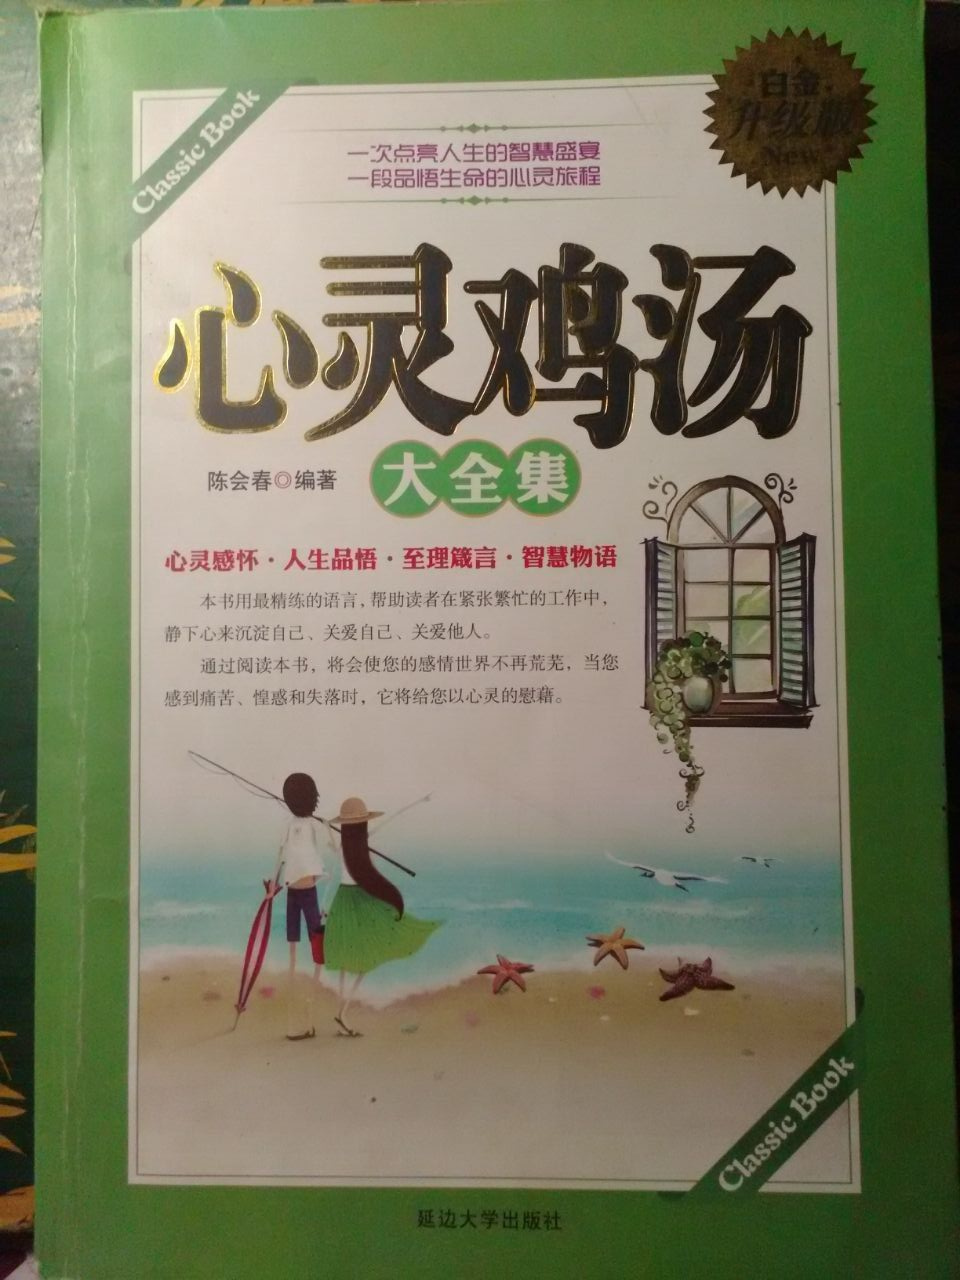 Classic Book
白金
升级版
New
一次点亮人生的智慧盛宴
一段品悟生命的心灵旅程
心灵鸡汤
大全集
陈会春◎编著
心灵感怀·人生品悟·至理箴言·智慧物语
本书用最精练的语言，帮助读者在紧张繁忙的工作中，
静下心来沉淀自己、关爱自己、关爱他人。
通过阅读本书，将会使您的感情世界不再荒芜，当您
感到痛苦、惶惑和失落时，它将给您以心灵的慰藉。
Classic Book
延边大学出版社